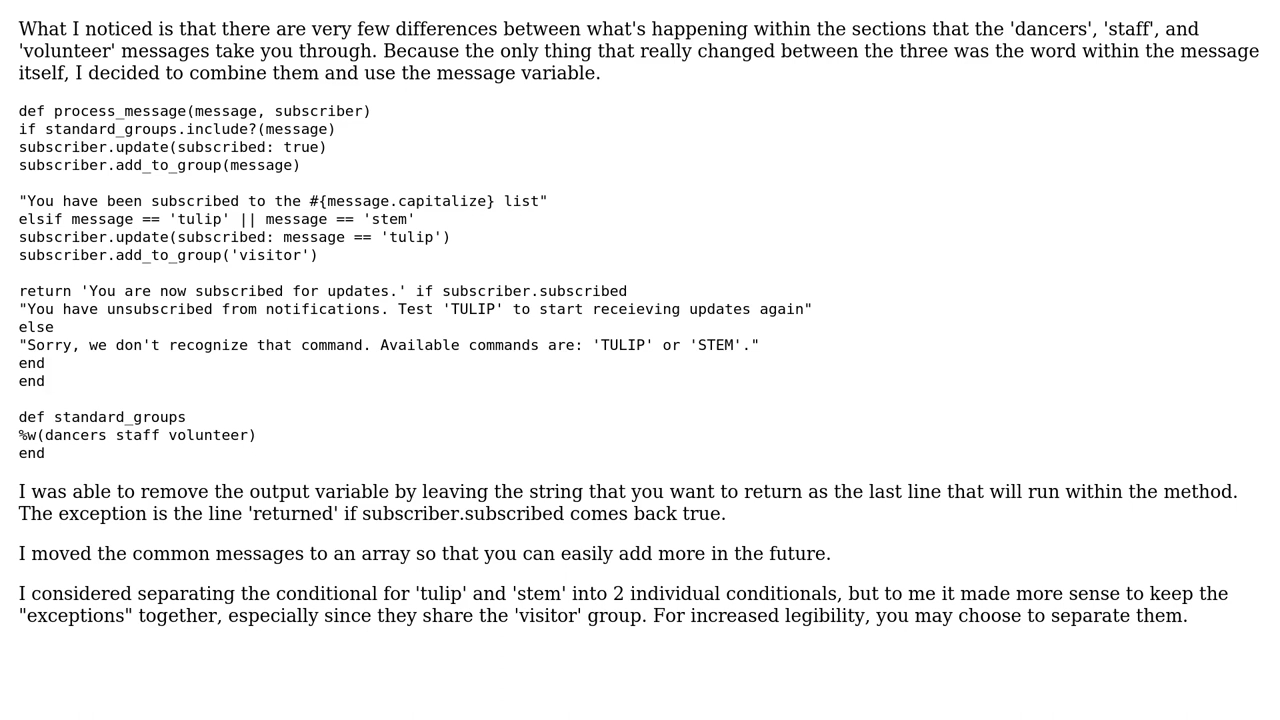 What I noticed is that there are very few differences between what's happening within the sections that the 'dancers', 'staff', and
'volunteer' messages take you through. Because the only thing that really changed between the three was the word within the message
itself, I decided to combine them and use the message variable.
def process_message(message, subscriber)
if standard_groups.include?(message)
subscriber.update(subscribed: true)
subscriber.add_to_group(message)
"You have been subscribed to the #{message.capitalize} list"
elsif message == 'tulip' || message == 'stem'
subscriber.update(subscribed: message == 'tulip')
subscriber.add_to_group('visitor')
return 'You are now subscribed for updates.' if subscriber.subscribed
"You have unsubscribed from notifications. Test 'TULIP' to start receieving updates again"
else
"Sorry, we don't recognize that command. Available commands are: 'TULIP' or 'STEM'."
end
end
def standard_groups
%w(dancers staff volunteer)
end
I was able to remove the output variable by leaving the string that you want to return as the last line that will run within the method.
The exception is the line 'returned' if subscriber.subscribed comes back true.
I moved the common messages to an array so that you can easily add more in the future.
I considered separating the conditional for 'tulip' and 'stem' into 2 individual conditionals, but to me it made more sense to keep the
"exceptions" together, especially since they share the 'visitor' group. For increased legibility, you may choose to separate them.